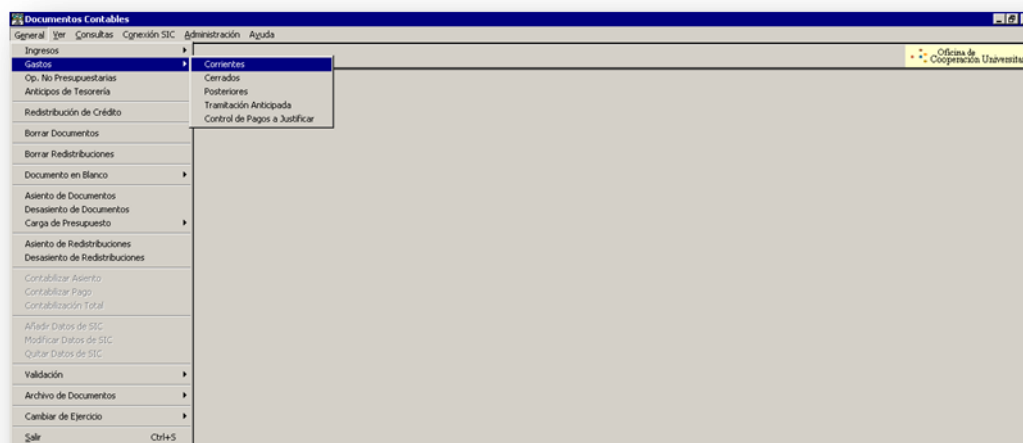 Documentos Contables
General Ver Consultas Conexión SIC Administración Ayuda
Ingresos
Gastos
Op. No Presupuestarias
Anticipos de Tesorería
Redistribución de Crédito
Borrar Documentos
Borrar Redistribuciones
Documento en Blanco
Asiento de Documentos
Desasiento de Documentos
Carga de Presupuesto
Asiento de Redistribuciones
Desasiento de Redistribuciones
Contabilizar Asiento
Contabilizar Pago
Contabilización Total
Añadir Datos de SIC
Modificar Datos de SIC
Quitar Datos de SIC
Validación
Archivo de Documentos
Cambiar de Ejercicio
Salir Ctrl+S
Corrientes
Cerrados
Posteriores
Tramitación Anticipada
Control de Pagos a Justificar
Oficina de
Cooperación